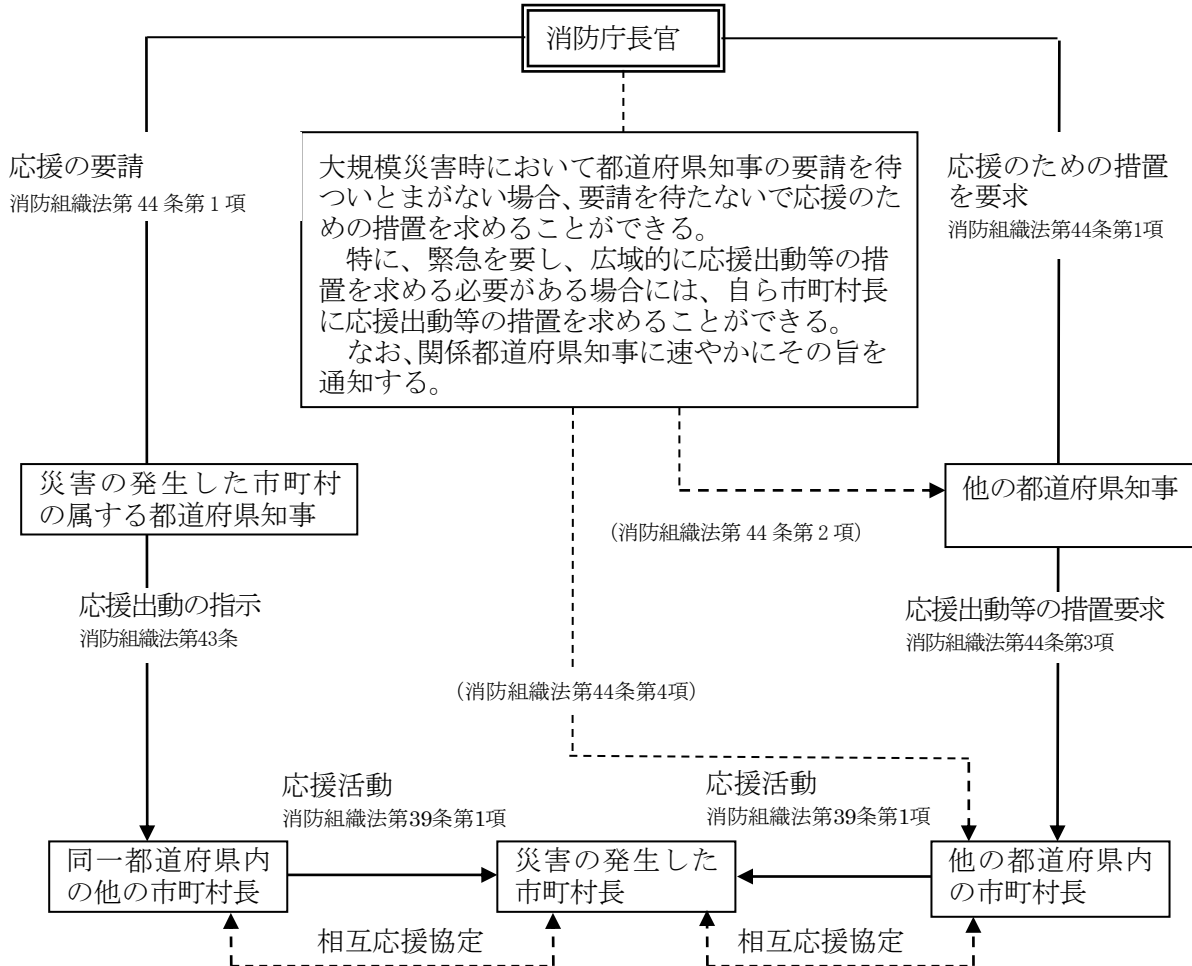 消防庁長官
応援の要請
消防組織法第 44 条第 1 項
大規模災害時において都道府県知事の要請を待
ついとまがない場合、要請を待たないで応援のた
めの措置を求めることができる。
特に、緊急を要し、広域的に応援出動等の措
置を求める必要がある場合には、自ら市町村長
に応援出動等の措置を求めることができる。
なお、関係都道府県知事に速やかにその旨を
通知する。
応援のための措置
を要求
消防組織法第44条第1項
災害の発生した市町村
の属する都道府県知事
他の都道府県知事
(消防組織法第 44 条第 2 項)
応援出動の指示
消防組織法第43条
応援出動等の措置要求
消防組織法第44条第3項
(消防組織法第44条第4項)
応援活動
消防組織法第39条第1項
応援活動
消防組織法第39条第1項
同一都道府県内
の他の市町村長
災害の発生した
市町村長
他の都道府県内
の市町村長
相互応援協定
相互応援協定